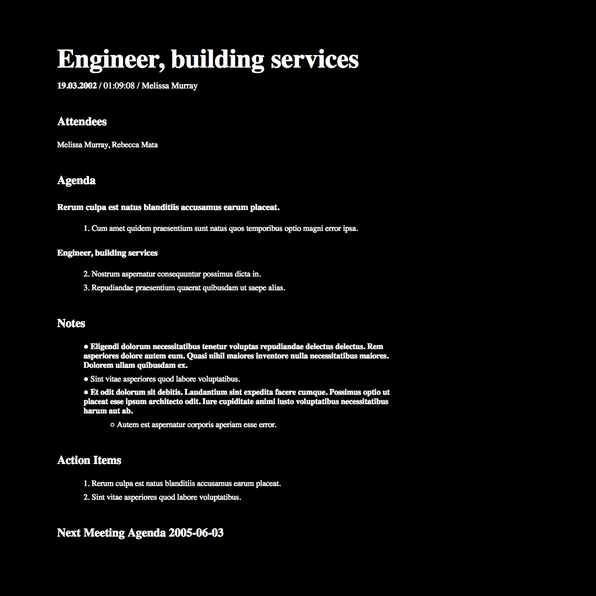 Engineer, building services
19.03.2002 / 01:09:08 / Melissa Murray
Attendees
Melissa Murray, Rebecca Mata
Agenda
Rerum culpa est natus blanditiis accusamus earum placeat.
1. Cum amet quidem praesentium sunt natus quos temporibus optio magni error ipsa.
Engineer, building services
2. Nostrum aspernatur consequuntur possimus dicta in.
3. Repudiandae praesentium quaerat quibusdam ut saepe alias.
Notes
● Eligendi dolorum necessitatibus tenetur voluptas repudiandae delectus delectus. Rem
asperiores dolore autem eum. Quasi nihil maiores inventore nulla necessitatibus maiores.
Dolorem ullam quibusdam ex.
● Sint vitae asperiores quod labore voluptatibus.
● Et odit dolorum sit debitis. Laudantium sint expedita facere cumque. Possimus optio ut
placeat esse ipsum architecto odit. Iure cupiditate animi iusto voluptatibus necessitatibus
harum aut ab.
○ Autem est aspernatur corporis aperiam esse error.
Action Items
1. Rerum culpa est natus blanditiis accusamus earum placeat.
2. Sint vitae asperiores quod labore voluptatibus.
Next Meeting Agenda 2005-06-03